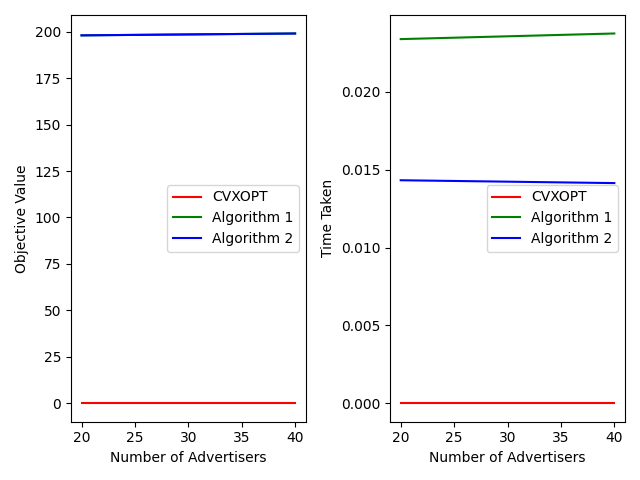 200
175
150
125
100
75
50
25
0
Objective Value
20 25 30 35 40
Number of Advertisers
CVXOPT
Algorithm 1
Algorithm 2
0.020
0.015
0.010
0.005
0.000
Time Taken
20 25 30 35 40
Number of Advertisers
CVXOPT
Algorithm 1
Algorithm 2